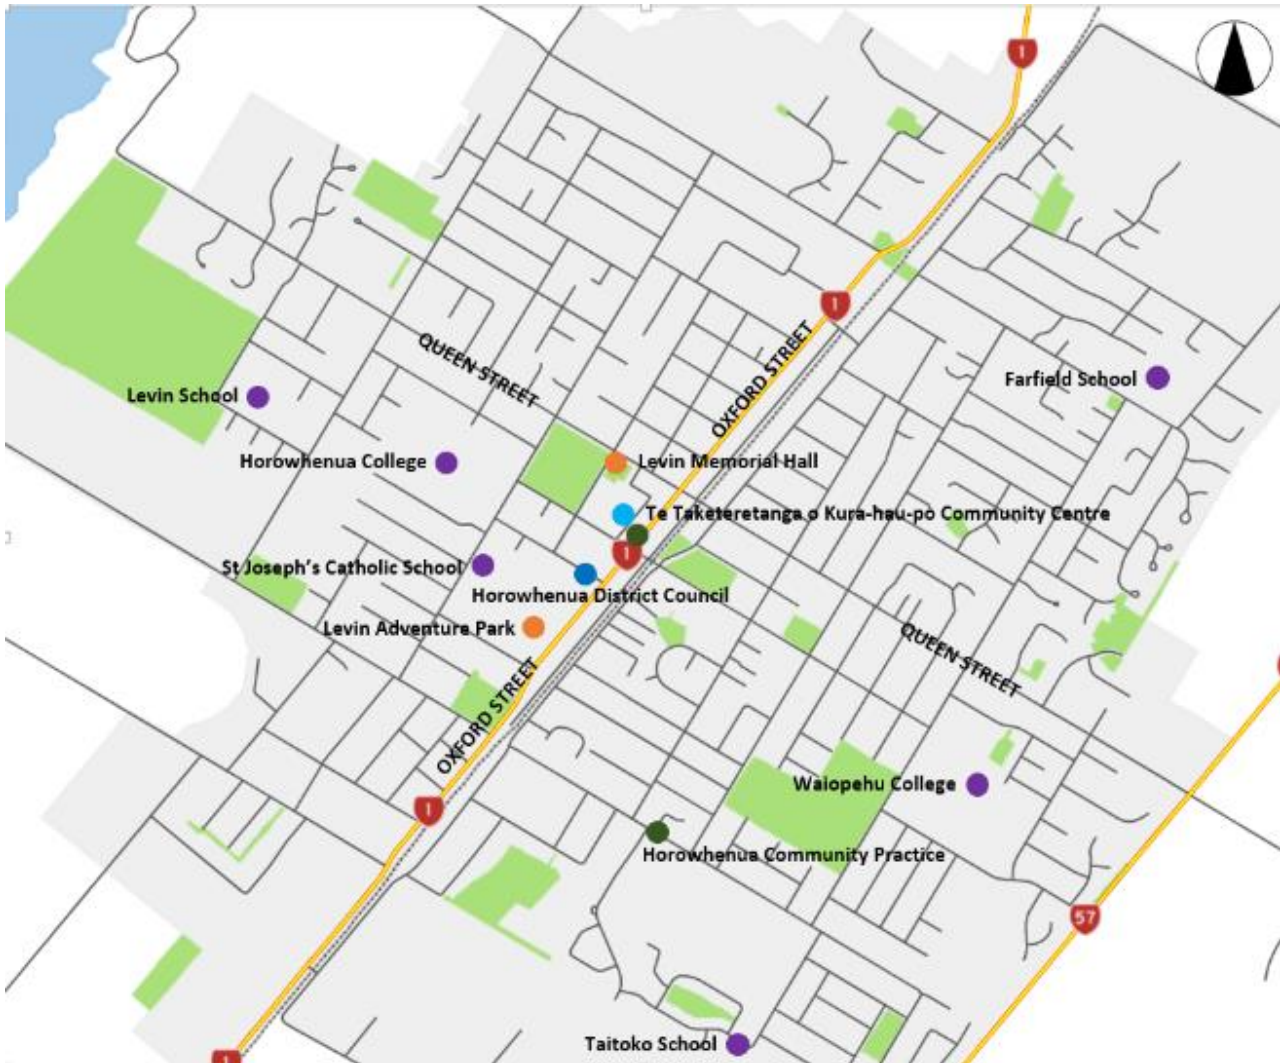 1
1
OXFORD STREET
QUEEN STREET
Farfield School
Levin School
Horowhenua College
Levin Memorial Hall
Te Taketeretanga o Kura-hau-pō Community Centre
1
St Joseph's Catholic School
Horowhenua District Council
Levin Adventure Park
QUEEN STREET
OXFORD STREET
Waiopehu College
1
Horowhenua Community Practice
57
Taitoko School
1